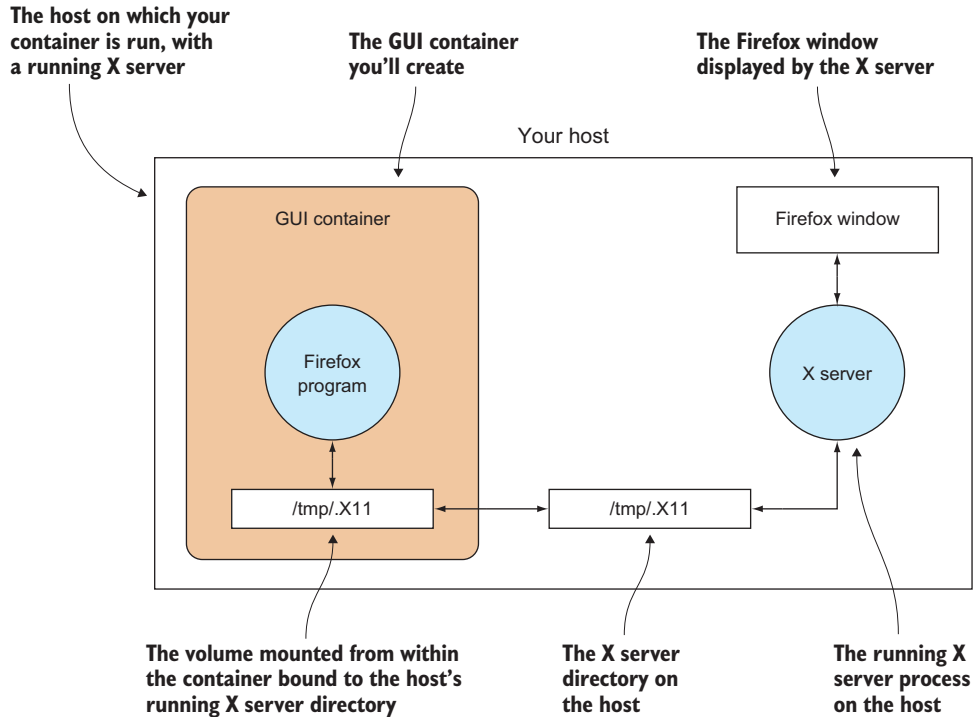 The host on which your
container is run, with
a running X server
The GUI container
you'll create
The Firefox window
displayed by the X server
Your host
GUI container
Firefox window
Firefox
program
X server
/tmp/.X11
/tmp/.X11
The volume mounted from within
the container bound to the host's
running X server directory
The X server
directory on
the host
The running X
server process
on the host